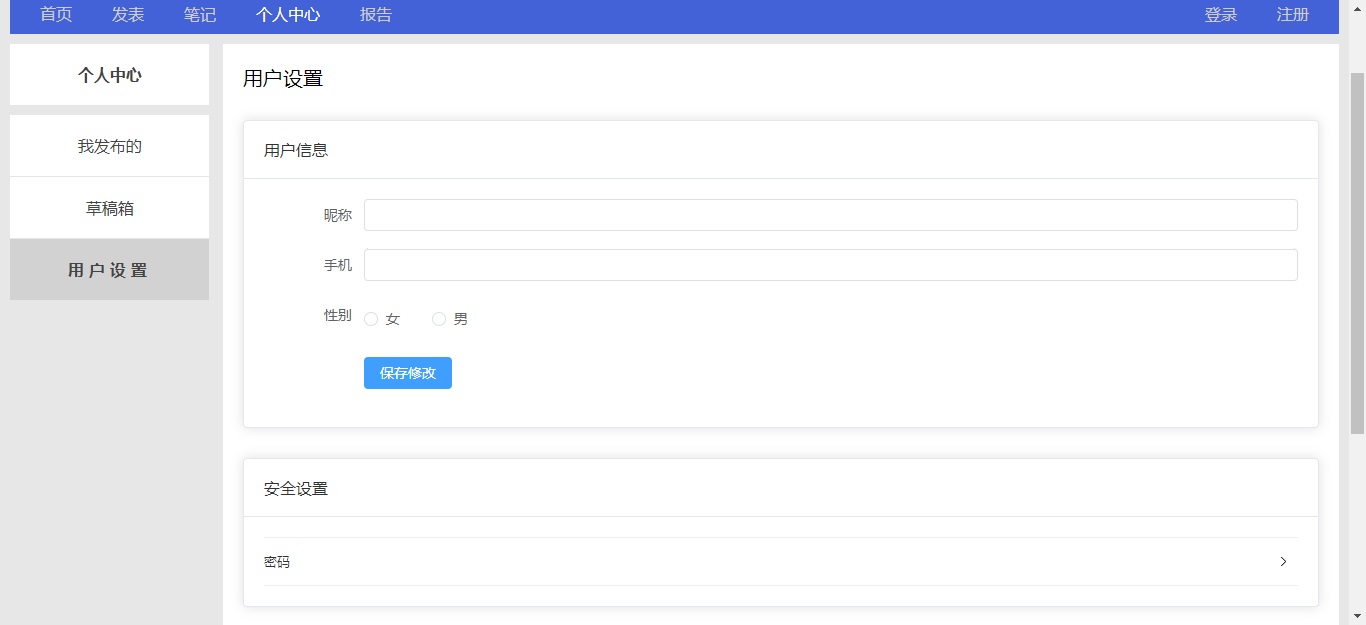 首页 发表 笔记 个人中心 报告 登录 注册
个人中心
我发布的
草稿箱
用户设置
用户设置
用户信息
昵称
手机
性别 女 男
保存修改
安全设置
密码